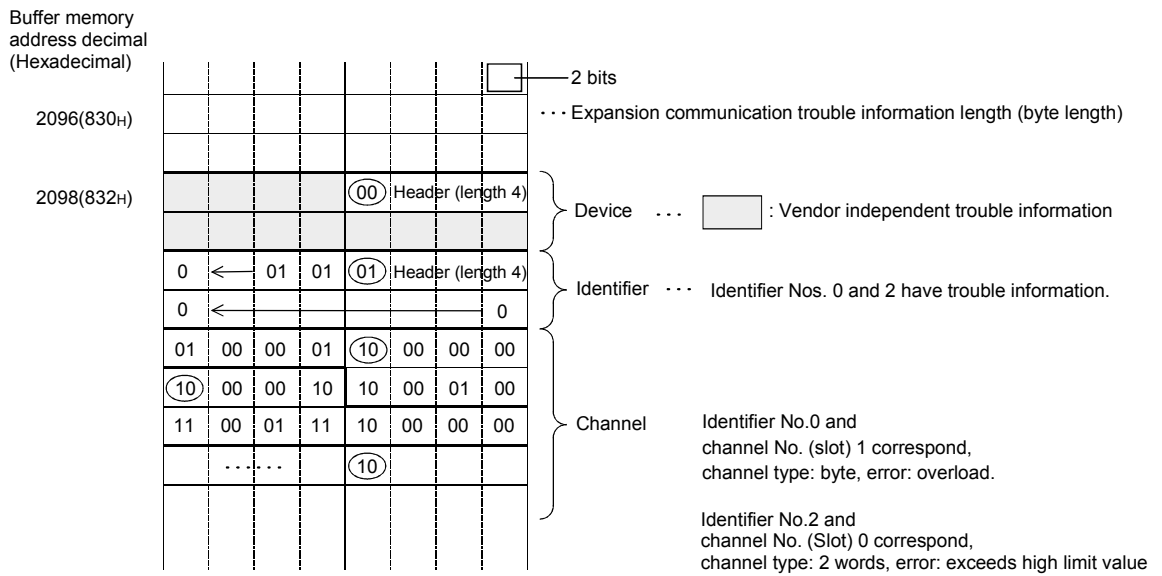 Buffer memory
address decimal
(Hexadecimal)
2 bits
2096(830H)
··· Expansion communication trouble information length (byte length)
2098(832H)
00 Header (length 4)
Device ··· : Vendor independent trouble information
0 ← 01 01 01 Header (length 4)
Identifier ··· Identifier Nos. 0 and 2 have trouble information.
0 ← 0
01 00 00 01 10 00 00 00
10 00 00 10 10 00 01 00
11 00 01 11 10 00 00 00
Channel
······ 10
Identifier No.0 and
channel No. (slot) 1 correspond,
channel type: byte, error: overload.
Identifier No.2 and
channel No. (Slot) 0 correspond,
channel type: 2 words, error: exceeds high limit value